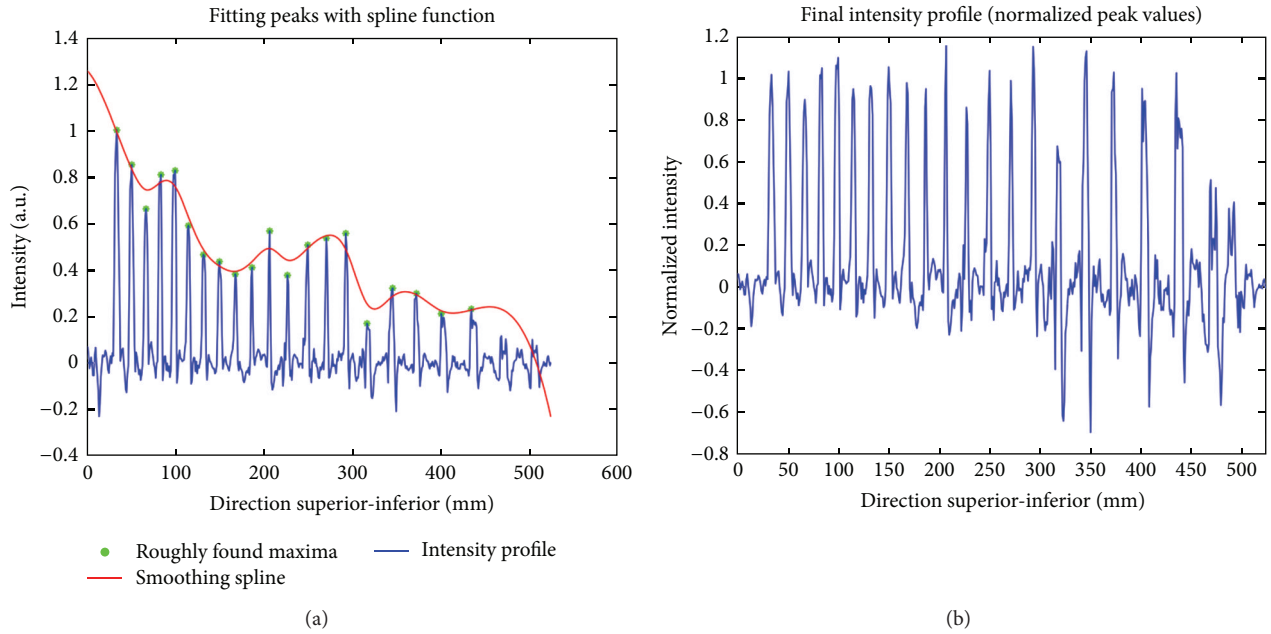 Fitting peaks with spline function
1.4
1.2
1
0.8
0.6
0.4
0.2
0
−0.2
−0.4
Intensity (a.u.)
0 100 200 300 400 500 600
Direction superior-inferior (mm)
Roughly found maxima
Intensity profile
Smoothing spline
(a)
Final intensity profile (normalized peak values)
1.2
1
0.8
0.6
0.4
0.2
0
−0.2
−0.4
−0.6
−0.8
Normalized intensity
0 50 100 150 200 250 300 350 400 450 500
Direction superior-inferior (mm)
(b)